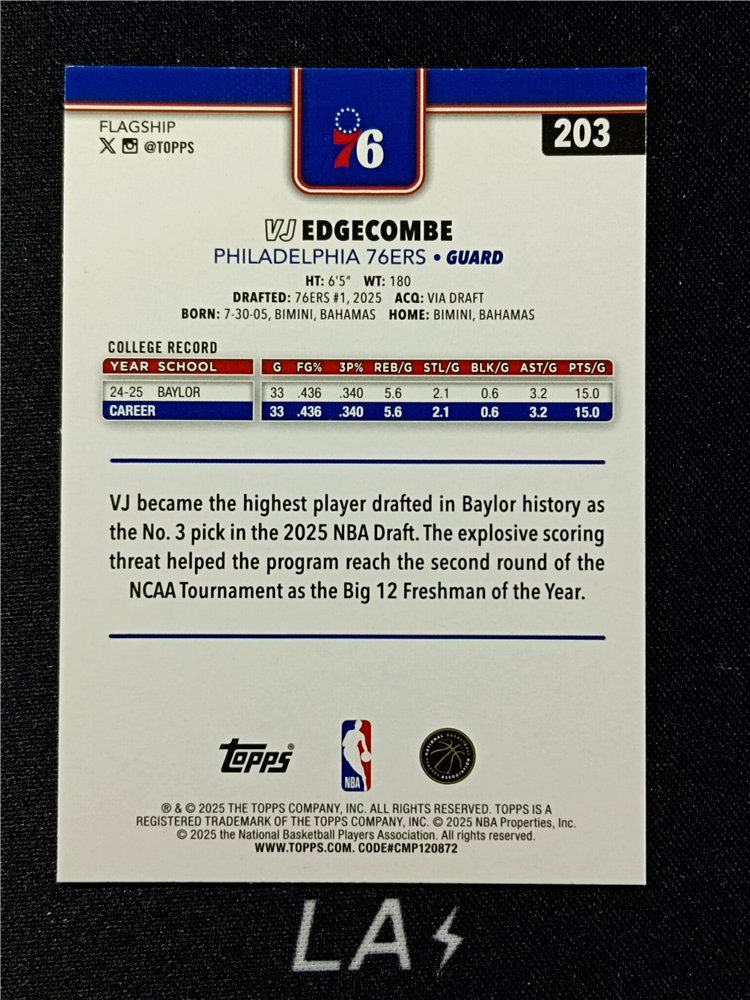 FLAGSHIP
X @TOPPS
76
203
VJ EDGECOMBE
PHILADELPHIA 76ERS • GUARD
HT: 6'5" WT: 180
DRAFTED: 76ERS #1, 2025 ACQ: VIA DRAFT
BORN: 7-30-05, BIMINI, BAHAMAS HOME: BIMINI, BAHAMAS
COLLEGE RECORD
YEAR SCHOOL G FG% 3P% REB/G STL/G BLK/G AST/G PTS/G
24-25 BAYLOR 33 .436 .340 5.6 2.1 0.6 3.2 15.0
CAREER 33 .436 .340 5.6 2.1 0.6 3.2 15.0
VJ became the highest player drafted in Baylor history as
the No. 3 pick in the 2025 NBA Draft. The explosive scoring
threat helped the program reach the second round of the
NCAA Tournament as the Big 12 Freshman of the Year.
Topps®
NBA
NATIONAL BASKETBALL PLAYERS ASSOCIATION
® & © 2025 THE TOPPS COMPANY, INC. ALL RIGHTS RESERVED. TOPPS IS A
REGISTERED TRADEMARK OF THE TOPPS COMPANY, INC. © 2025 NBA Properties, Inc.
© 2025 the National Basketball Players Association. All rights reserved.
WWW.TOPPS.COM. CODE#CMP120872
LA